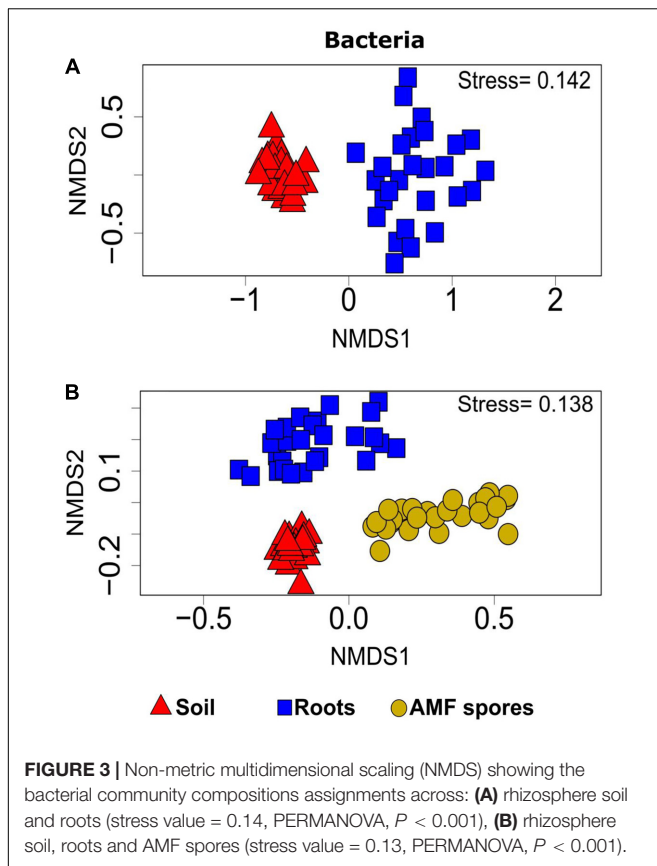 Bacteria
A
Stress= 0.142
NMDS2
0.5
−0.5
−1 0 1 2
NMDS1
B
Stress= 0.138
NMDS2
0.1
−0.2
−0.5 0.0 0.5
NMDS1
Soil Roots AMF spores
FIGURE 3 | Non-metric multidimensional scaling (NMDS) showing the
bacterial community compositions assignments across: (A) rhizosphere soil
and roots (stress value = 0.14, PERMANOVA, P < 0.001), (B) rhizosphere
soil, roots and AMF spores (stress value = 0.13, PERMANOVA, P < 0.001).